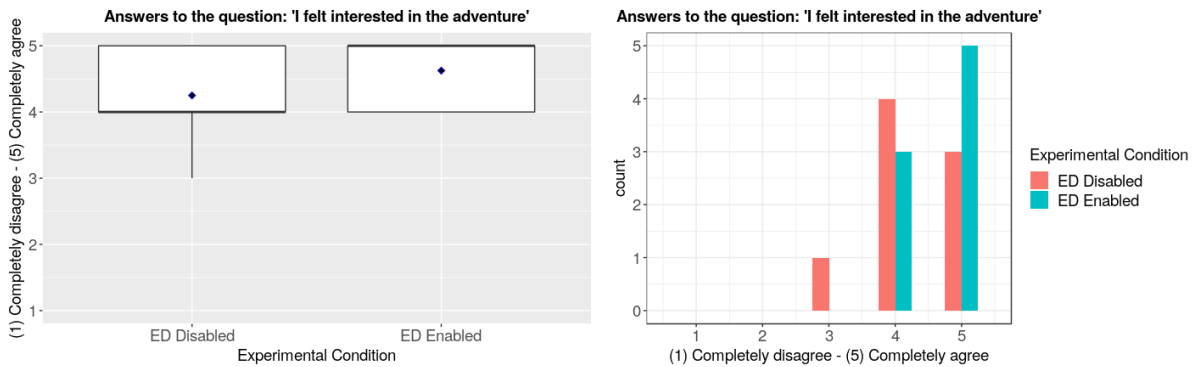 Answers to the question: 'I felt interested in the adventure'
(1) Completely disagree - (5) Completely agree
5
4
3
2
1
ED Disabled
ED Enabled
Experimental Condition
Answers to the question: 'I felt interested in the adventure'
count
5
4
3
2
1
0
1
2
3
4
5
(1) Completely disagree - (5) Completely agree
Experimental Condition
ED Disabled
ED Enabled